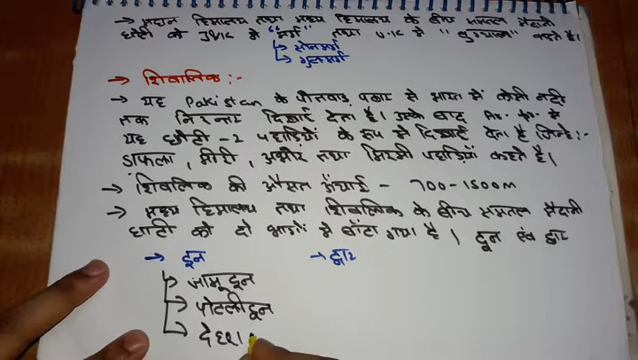 → महान हिमालय तथा मध्य हिमालय के बीच समतल मैदानी
घाटी को J&K में "मर्ग" तथा U.K में "बुग्याल" कहते है।
→ सोनमर्ग
→ गुलमर्ग
→ शिवालिक :-
→ यह Pakistan के पोतवार पठार से भारत में कोसी नदी
तक निरन्तर दिखाई देता है। उसके बाद
यह छोटी-2 पहाड़ियों के रूप में दिखाई देता है जिन्हे:-
डाफला, मीरी, अबोर तथा मिश्मी पहाड़ियाँ कहते है।
→ शिवालिक की औसत ऊंचाई - 700-1500m
→ मध्य हिमालय तथा शिवालिक के बीच समतल मैदानी
घाटी को दो भागों में बाँटा गया है। दून एवं द्वार
→ दून → द्वार
→ जम्मूदून
→ पोटलीदून
→ देहरा